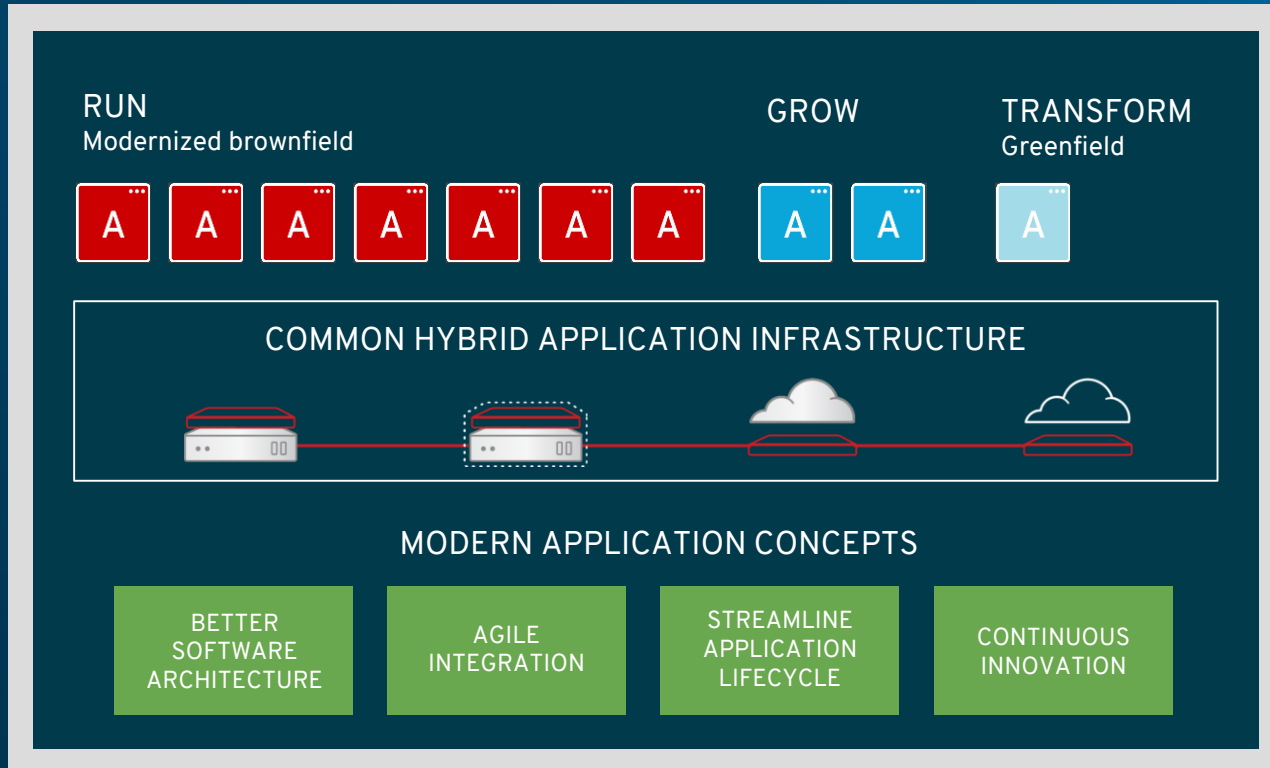 RUN
Modernized brownfield
GROW
TRANSFORM
Greenfield
A A A A A A A A A A
COMMON HYBRID APPLICATION INFRASTRUCTURE
MODERN APPLICATION CONCEPTS
BETTER
SOFTWARE
ARCHITECTURE
AGILE
INTEGRATION
STREAMLINE
APPLICATION
LIFECYCLE
CONTINUOUS
INNOVATION